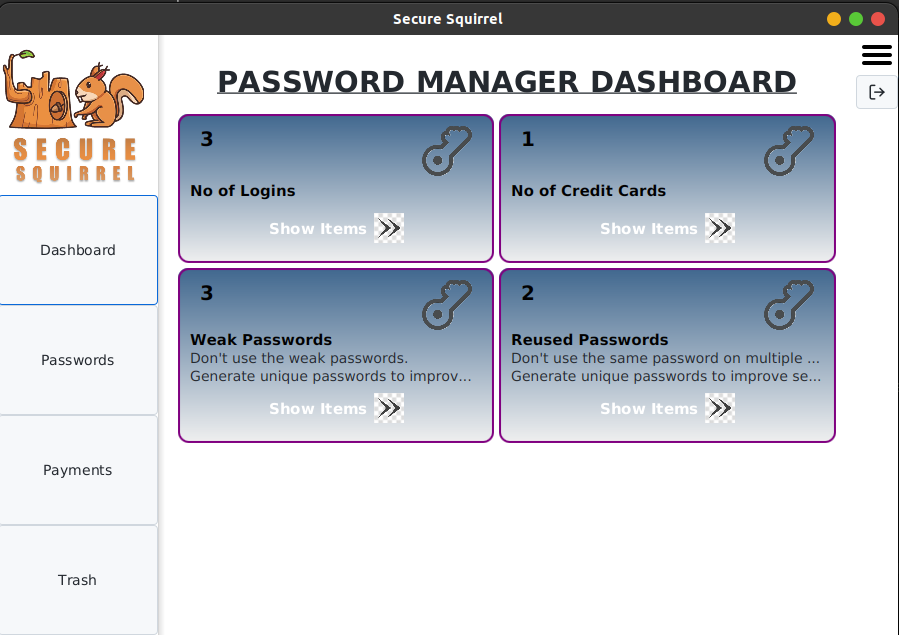 Secure Squirrel
SECURE
SQUIRREL
Dashboard
Passwords
Payments
Trash
PASSWORD MANAGER DASHBOARD
3
No of Logins
Show Items
1
No of Credit Cards
Show Items
3
Weak Passwords
Don't use the weak passwords.
Generate unique passwords to improv...
Show Items
2
Reused Passwords
Don't use the same password on multiple ...
Generate unique passwords to improve se...
Show Items